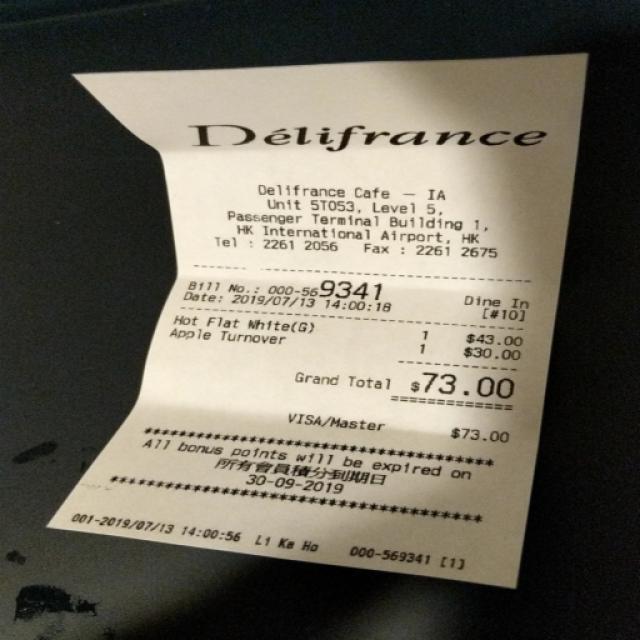 Délifrance
Delifrance Cafe – IA
Unit 5T053, Level 5,
Passenger Terminal Building 1,
HK International Airport, HK
Tel : 2261 2056 Fax : 2261 2675
Bill No.: 000-569341 Dine In
Date: 2019/07/13 14:00:18 [#10]
Hot Flat White(G) 1 $43.00
Apple Turnover 1 $30.00
Grand Total $73.00
VISA/Master $73.00
All bonus points will be expired on
所有會員積分到期日
30-09-2019
001-2019/07/13 14:00:56 Li Ke Ho 000-569341 [1]